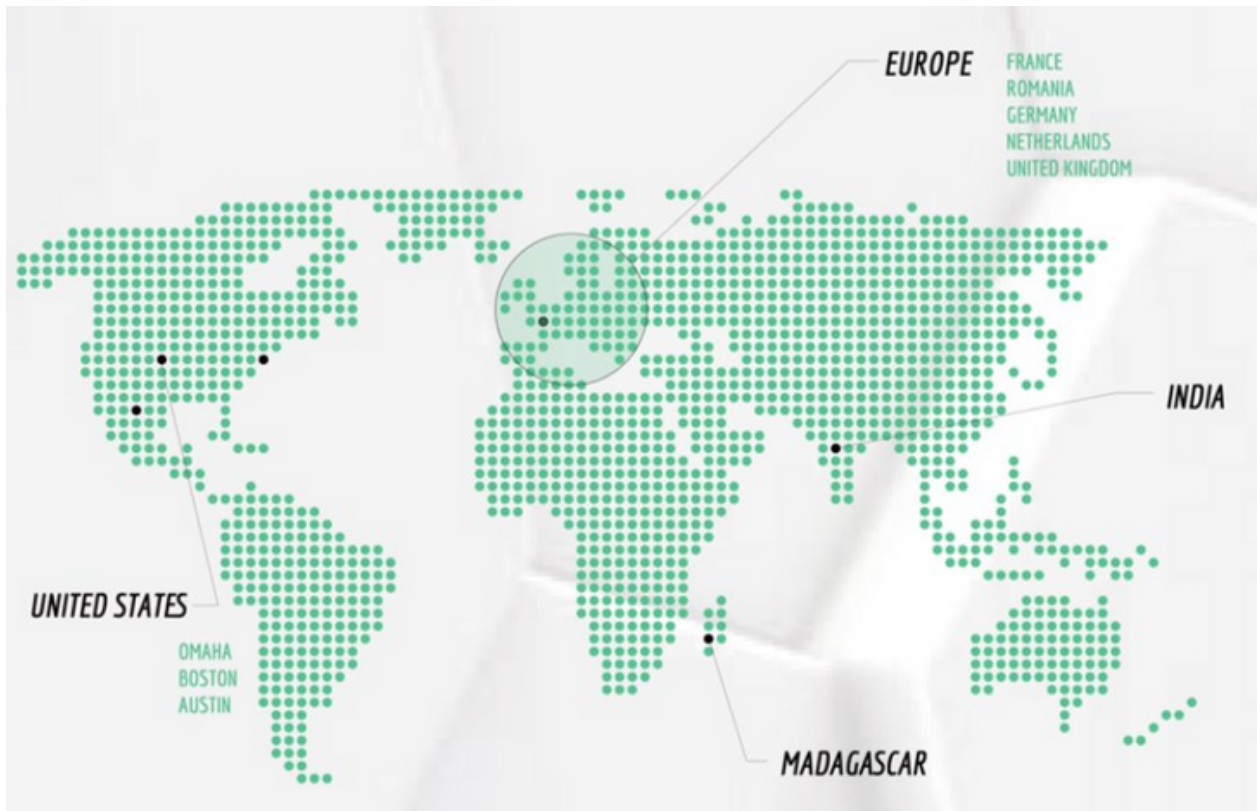 EUROPE
FRANCE
ROMANIA
GERMANY
NETHERLANDS
UNITED KINGDOM
INDIA
UNITED STATES
OMAHA
BOSTON
AUSTIN
MADAGASCAR